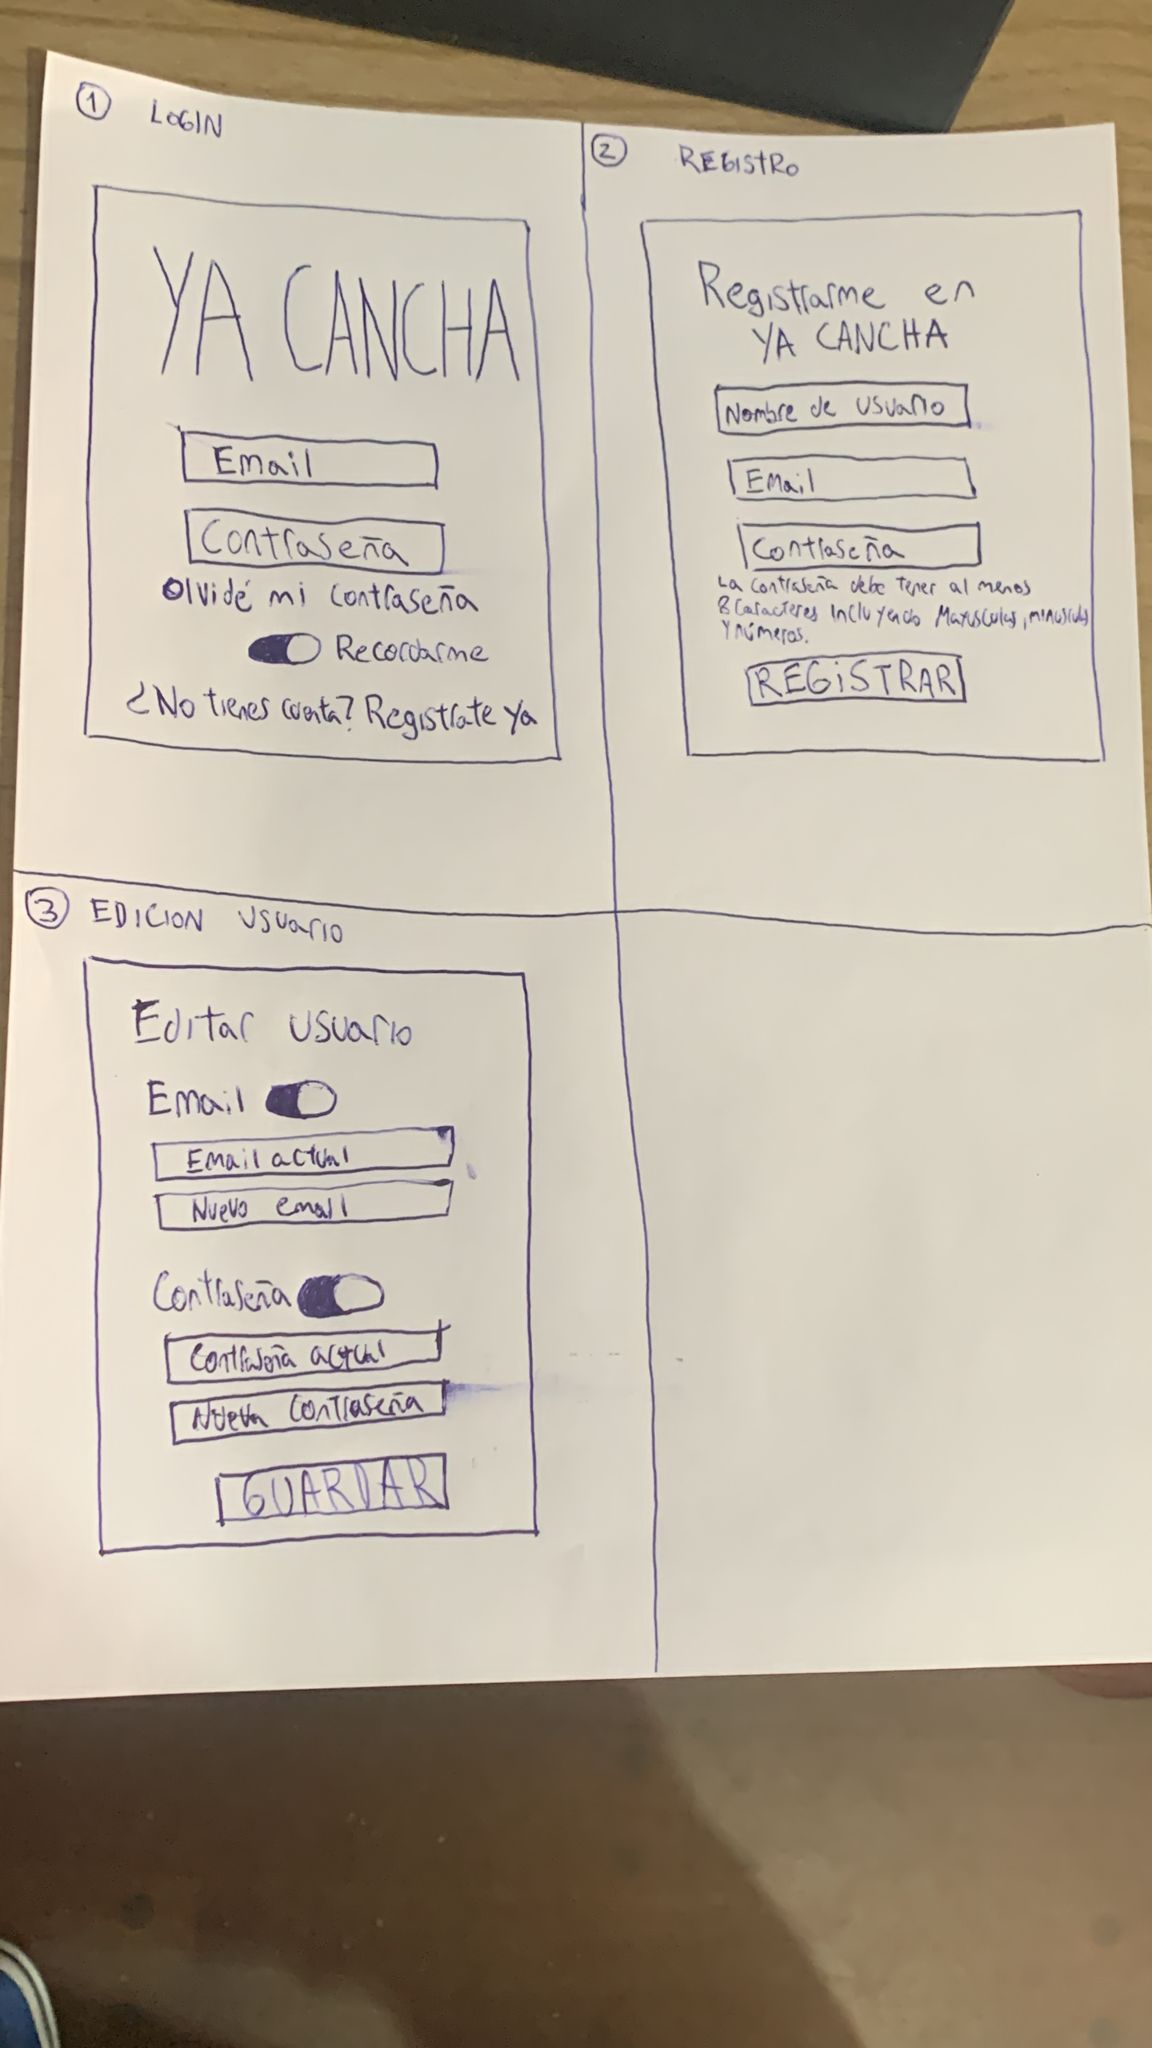 1 LOGIN
YA CANCHA
Email
Contraseña
Olvidé mi contraseña
Recordarme
¿No tienes cuenta? Registrate ya
2 REGISTRO
Registrarme en
YA CANCHA
Nombre de usuario
Email
Contraseña
La contraseña debe tener al menos
8 caracteres incluyendo Mayusculas, minusculas
Y números.
REGISTRAR
3 EDICION USUARIO
Editar usuario
Email
Email actual
Nuevo email
Contraseña
Contraseña actual
Nueva contraseña
GUARDAR